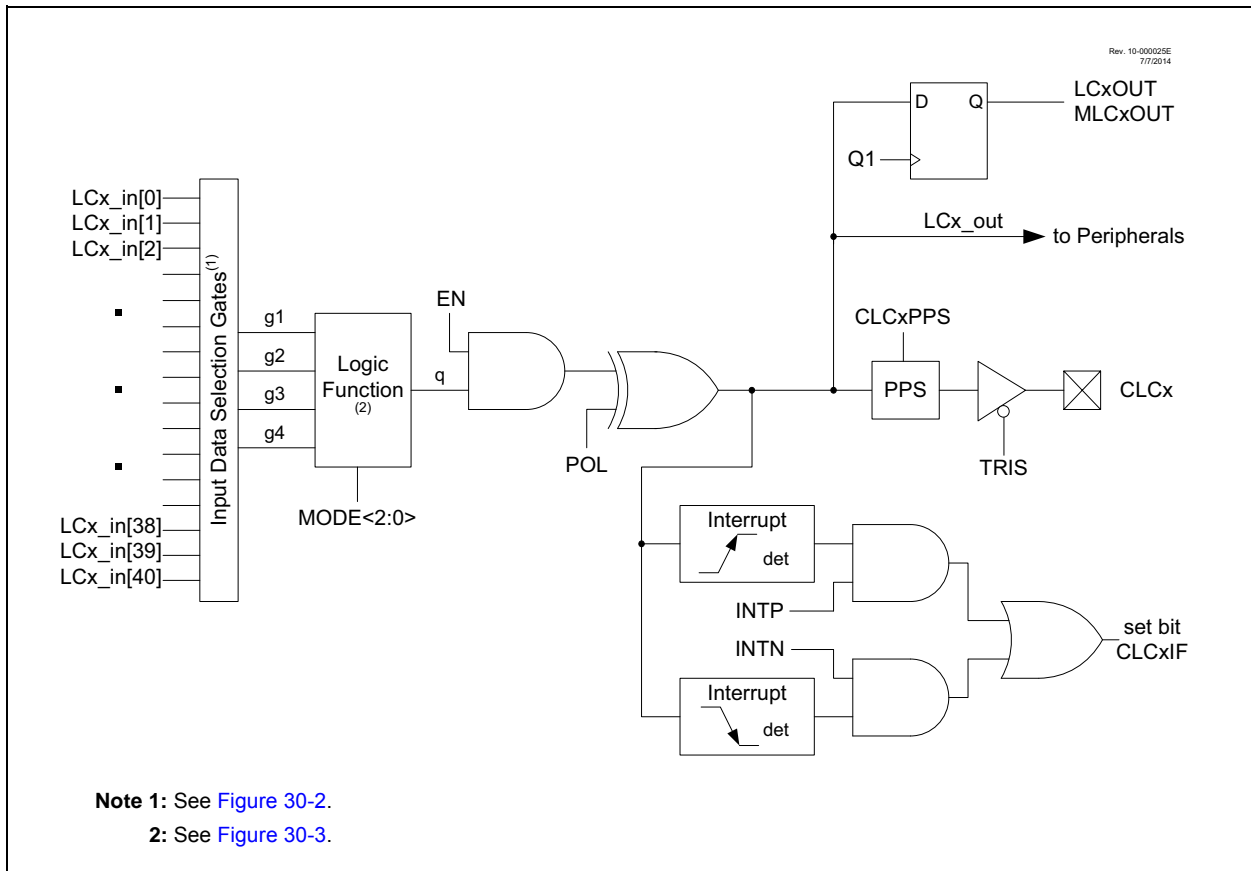 Rev. 10-000025E
7/7/2014
LCxOUT
MLCxOUT
D Q
Q1
LCx_out
to Peripherals
LCx_in[0]
LCx_in[1]
LCx_in[2]
LCx_in[38]
LCx_in[39]
LCx_in[40]
Input Data Selection Gates(1)
g1
g2
g3
g4
Logic
Function
(2)
MODE<2:0>
q
EN
POL
CLCxPPS
PPS
TRIS
CLCx
Interrupt
det
INTP
INTN
Interrupt
det
set bit
CLCxIF
Note 1: See Figure 30-2.
2: See Figure 30-3.